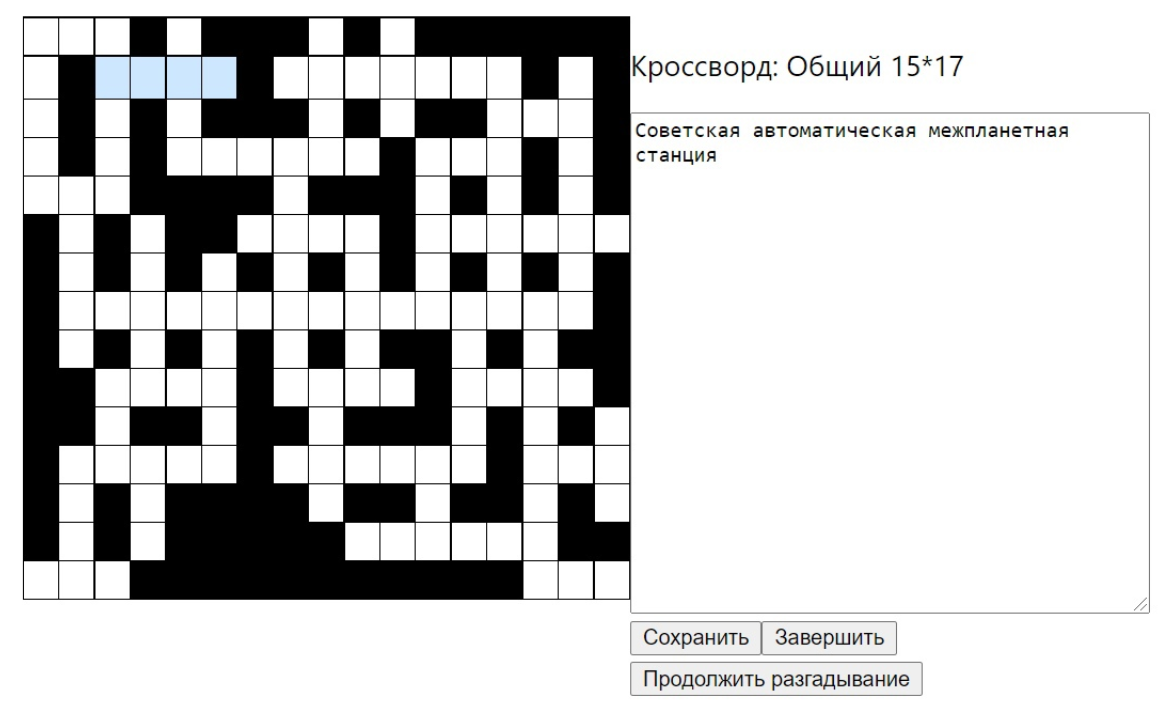 Кроссворд: Общий 15*17
Советская автоматическая межпланетная
станция
Сохранить Завершить
Продолжить разгадывание